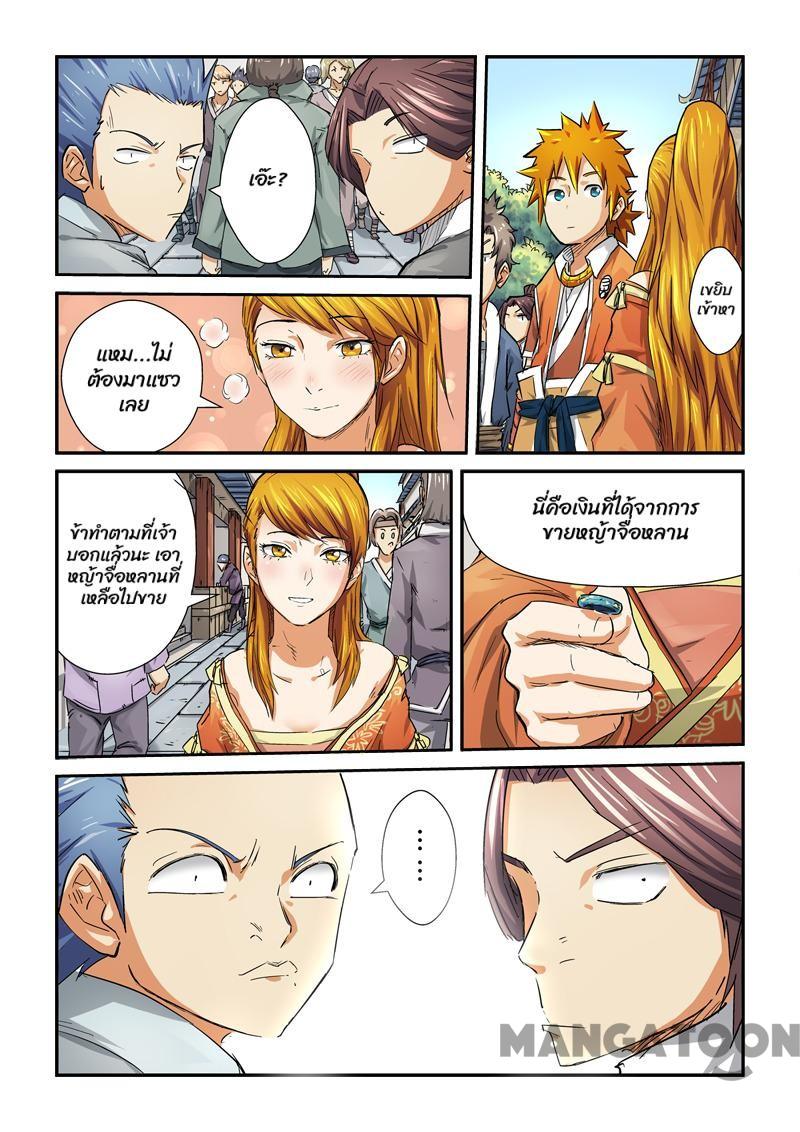 เอ๊ะ?
เขยิบ
เข้าหา
แหม...ไม่
ต้องมาแซว
เลย
ข้าทำตามที่เจ้า
บอกแล้วนะ เอา
หญ้าจื่อหลานที่
เหลือไปขาย
นี่คือเงินที่ได้จากการ
ขายหญ้าจื่อหลาน
......
MANGATOON